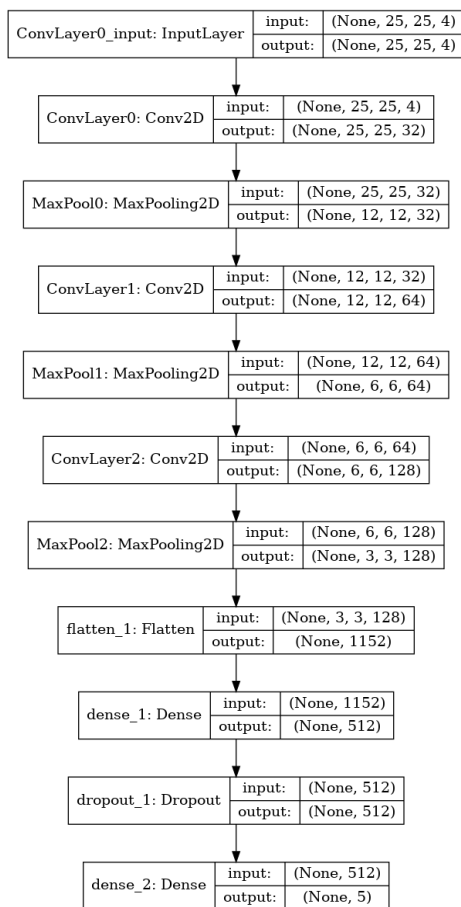 ConvLayer0_input: InputLayer
input: (None, 25, 25, 4)
output: (None, 25, 25, 4)
ConvLayer0: Conv2D
input: (None, 25, 25, 4)
output: (None, 25, 25, 32)
MaxPool0: MaxPooling2D
input: (None, 25, 25, 32)
output: (None, 12, 12, 32)
ConvLayer1: Conv2D
input: (None, 12, 12, 32)
output: (None, 12, 12, 64)
MaxPool1: MaxPooling2D
input: (None, 12, 12, 64)
output: (None, 6, 6, 64)
ConvLayer2: Conv2D
input: (None, 6, 6, 64)
output: (None, 6, 6, 128)
MaxPool2: MaxPooling2D
input: (None, 6, 6, 128)
output: (None, 3, 3, 128)
flatten_1: Flatten
input: (None, 3, 3, 128)
output: (None, 1152)
dense_1: Dense
input: (None, 1152)
output: (None, 512)
dropout_1: Dropout
input: (None, 512)
output: (None, 512)
dense_2: Dense
input: (None, 512)
output: (None, 5)